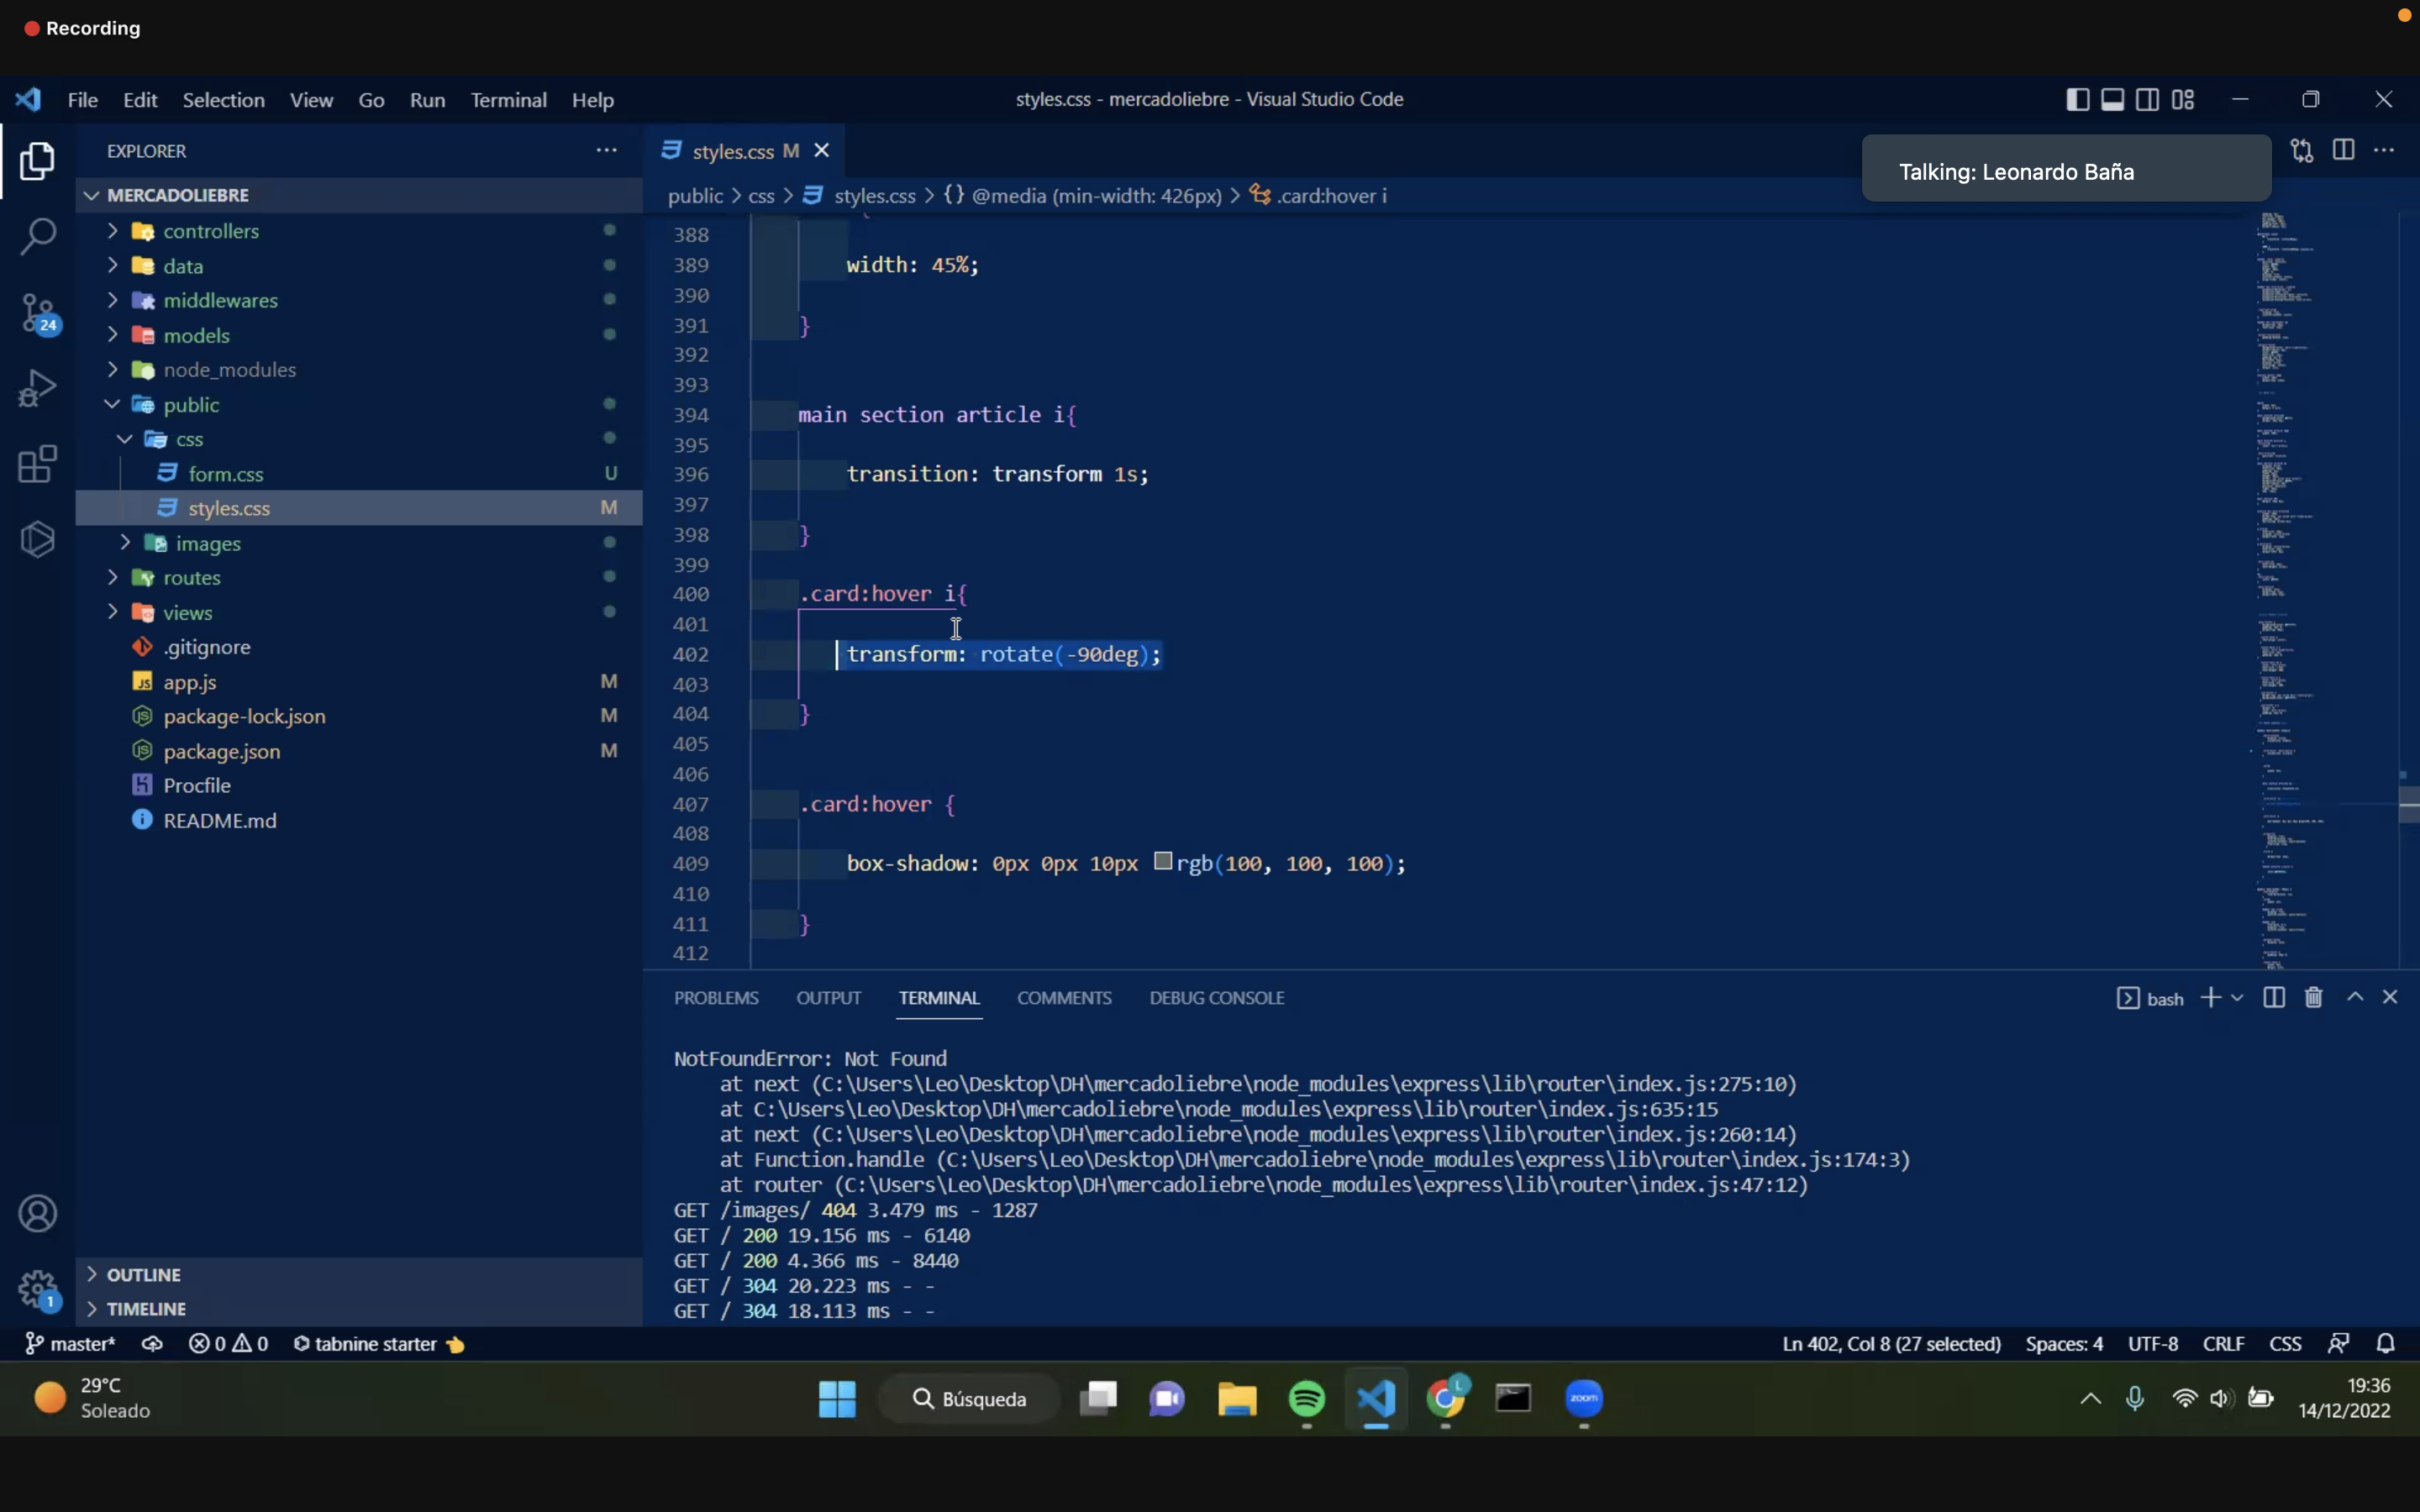 Recording
File Edit Selection View Go Run Terminal Help
styles.css - mercadoliebre - Visual Studio Code
EXPLORER
styles.css M
Talking: Leonardo Baña
MERCADOLIEBRE
public > css > styles.css > {} @media (min-width: 426px) > .card:hover i
controllers
data
middlewares
models
node_modules
public
css
form.css U
styles.css M
images
routes
views
.gitignore
app.js M
package-lock.json M
package.json M
Procfile
README.md
24
388
389 width: 45%;
390
391 }
392
393
394 main section article i{
395
396 transition: transform 1s;
397
398 }
399
400 .card:hover i{
401
402 transform: rotate(-90deg);
403
404 }
405
406
407 .card:hover {
408
409 box-shadow: 0px 0px 10px rgb(100, 100, 100);
410
411 }
412
PROBLEMS OUTPUT TERMINAL COMMENTS DEBUG CONSOLE
bash
NotFoundError: Not Found
at next (C:\Users\Leo\Desktop\DH\mercadoliebre\node_modules\express\lib\router\index.js:275:10)
at C:\Users\Leo\Desktop\DH\mercadoliebre\node_modules\express\lib\router\index.js:635:15
at next (C:\Users\Leo\Desktop\DH\mercadoliebre\node_modules\express\lib\router\index.js:260:14)
at Function.handle (C:\Users\Leo\Desktop\DH\mercadoliebre\node_modules\express\lib\router\index.js:174:3)
at router (C:\Users\Leo\Desktop\DH\mercadoliebre\node_modules\express\lib\router\index.js:47:12)
GET /images/ 404 3.479 ms - 1287
GET / 200 19.156 ms - 6140
GET / 200 4.366 ms - 8440
GET / 304 20.223 ms - -
GET / 304 18.113 ms - -
OUTLINE
TIMELINE
1
master* 0 0 tabnine starter
Ln 402, Col 8 (27 selected) Spaces: 4 UTF-8 CRLF CSS
29°C
Soleado
Búsqueda
L
zoom
19:36
14/12/2022